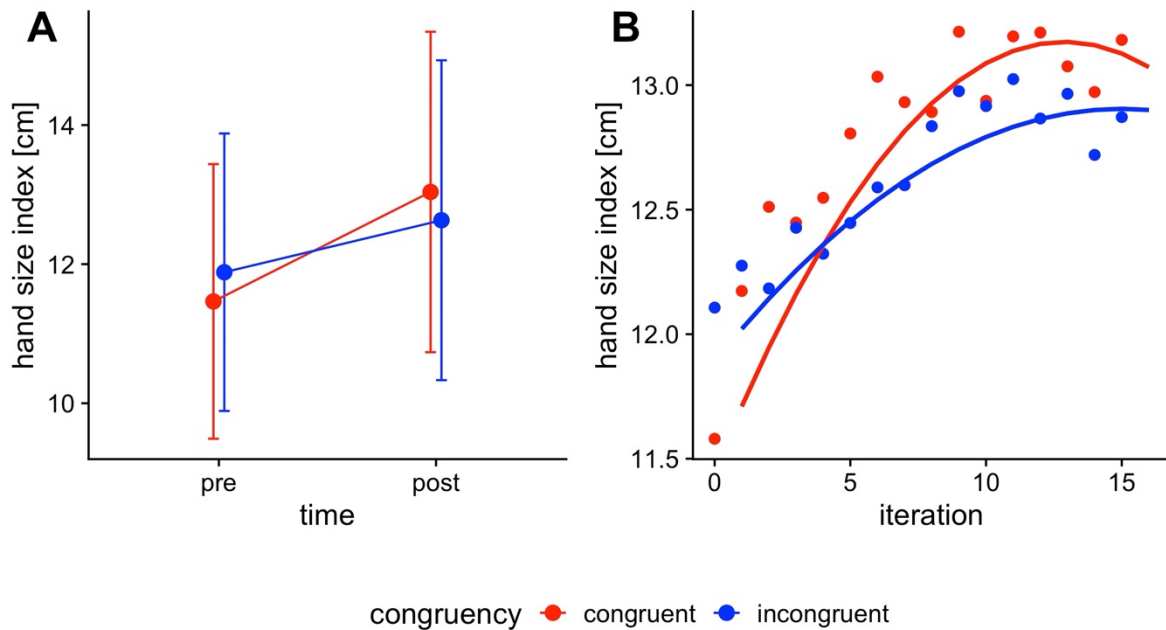 A
hand size index [cm]
14
12
10
pre
post
time
B
hand size index [cm]
13.0
12.5
12.0
11.5
0
5
10
15
iteration
congruency congruent incongruent